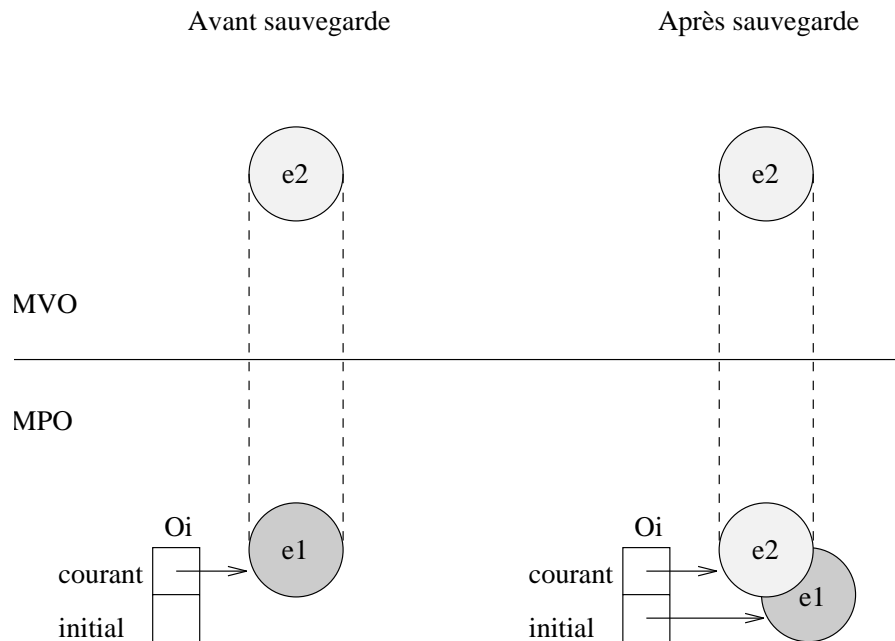 Avant sauvegarde
Après sauvegarde
e2
e2
MVO
MPO
Oi
e1
courant
initial
Oi
e2
e1
courant
initial